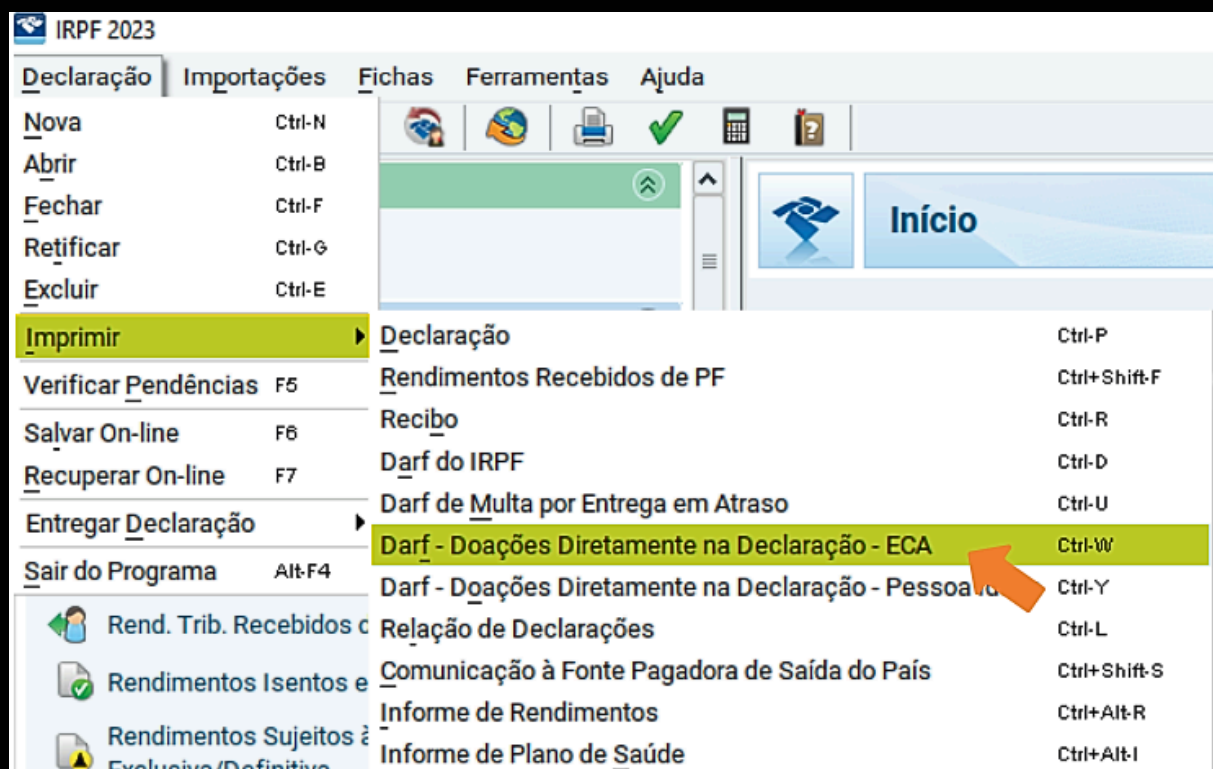 IRPF 2023
Declaração Importações Fichas Ferramentas Ajuda
Nova Ctrl-N
Abrir Ctrl-B
Fechar Ctrl-F
Retificar Ctrl-G
Excluir Ctrl-E
Início
Imprimir
Verificar Pendências F5
Salvar On-line F6
Recuperar On-line F7
Entregar Declaração
Sair do Programa Alt-F4
Declaração Ctrl-P
Rendimentos Recebidos de PF Ctrl+Shift-F
Recibo Ctrl-R
Darf do IRPF Ctrl-D
Darf de Multa por Entrega em Atraso Ctrl-U
Darf - Doações Diretamente na Declaração - ECA Ctrl-W
Darf - Doações Diretamente na Declaração - Pessoa Ctrl-Y
Relação de Declarações Ctrl-L
Comunicação à Fonte Pagadora de Saída do País Ctrl+Shift-S
Informe de Rendimentos Ctrl+Alt-R
Informe de Plano de Saúde Ctrl+Alt-I
Rend. Trib. Recebidos
Rendimentos Isentos e
Rendimentos Sujeitos à
Exclusiva/Definitiva